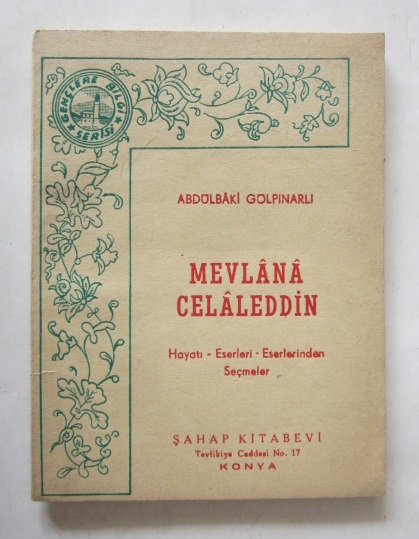 GENÇLERE BİLGİ
SERİSİ
ABDÜLBAKİ GÖLPINARLI
MEVLÂNÂ
CELÂLEDDİN
Hayatı - Eserleri - Eserlerinden
Seçmeler
ŞAHAP KİTABEVİ
Tevfikiye Caddesi No. 17
KONYA